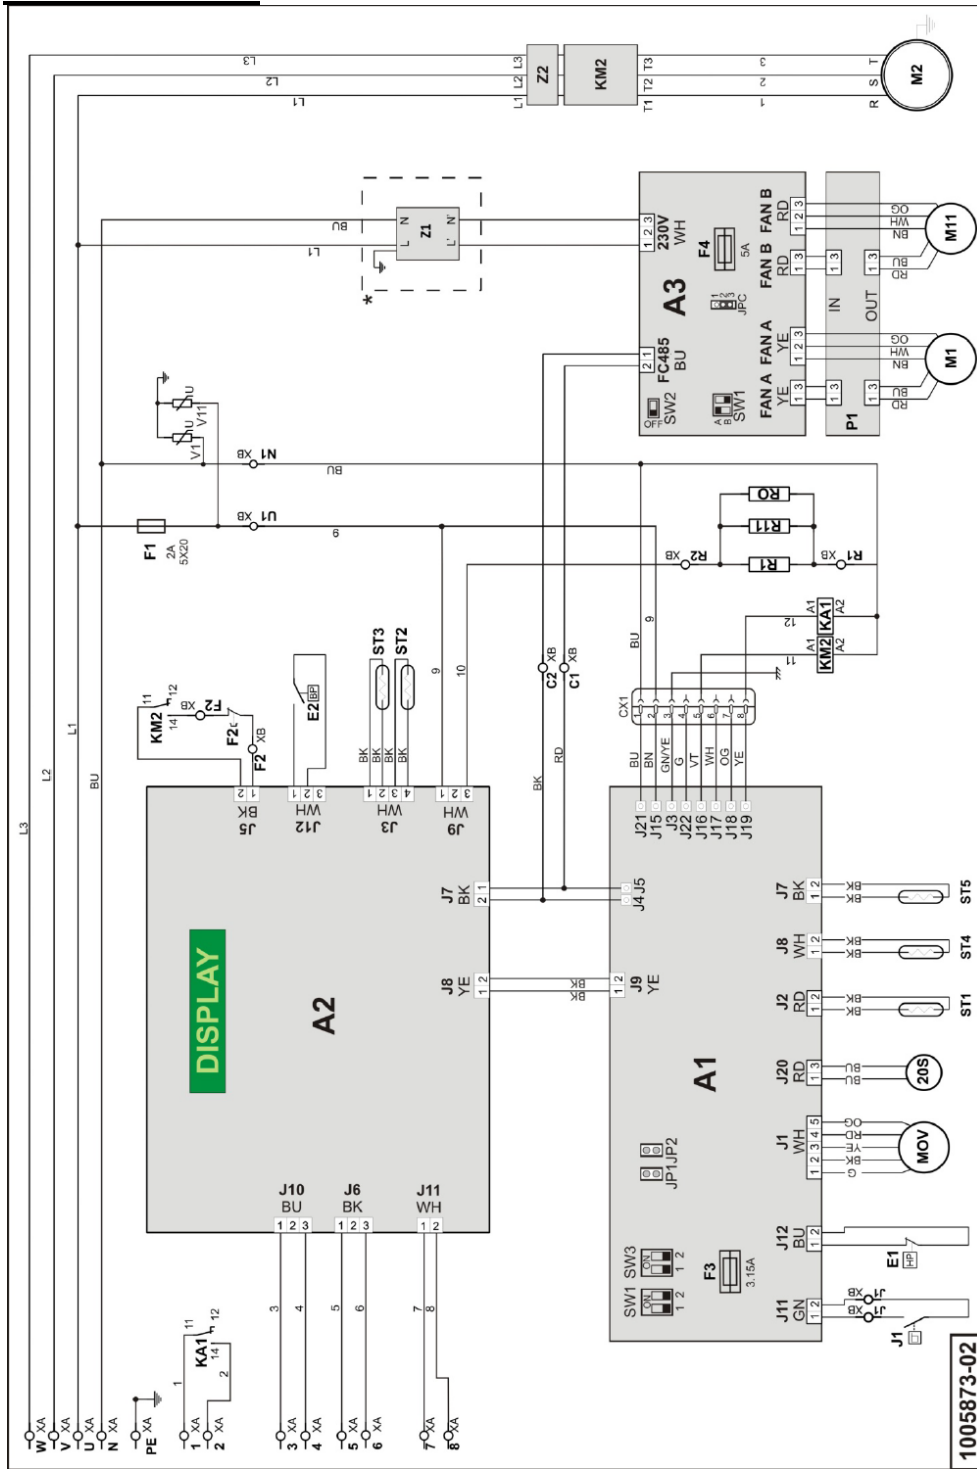 L3
L2
L1
L3
L2
L1
Z2
KM2
T3
T2
T1
3
2
1
T
S
R
M2
BU
L1
N
L
Z1
N'
L'
*
1 2 3
230V
WH
A3
F4
5A
1 2 3
JPC
FC485
2 1
BU
SW2
OFF
SW1
A B
FAN A
YE
1 3
FAN A
YE
1 2 3
FAN B
RD
1 3
FAN B
RD
1 2 3
P1
IN
OUT
1 3
1 3
1 3
1 3
RD
BU
BN
WH
OG
M1
RD
BU
BN
WH
OG
M11
V1
U
V11
U
XB
N1
BU
F1
2A
5X20
XB
U1
9
R0
R11
R1
XB
R2
XB
R1
12
A1
KA1
A2
11
A1
KM2
A2
C2
XB
C1
XB
BK
RD
BU
9
CX1
1 2 3 4 5 6 7 8
BU
BN
GN/YE
G
VT
WH
OG
YE
J21
J15
J3
J22
J16
J17
J18
J19
L3
L2
L1
BU
KM2
11
12
14
XB
F2
F2
XB
F2
E2
BP
ST3
ST2
BK
BK
BK
BK
9
10
J5
BK
2 1
J12
WH
1 2 3
J3
WH
1 2 3 4
J9
WH
1 2 3
DISPLAY
A2
J7
BK
2 1
J8
YE
1 2
BK
BK
J10
BU
1 2 3
J6
BK
1 2 3
J11
WH
1 2
J4
J5
J9
YE
1 2
A1
JP1
JP2
SW3
ON
1 2
SW1
ON
1 2
F3
3.15A
J7
BK
1 2
BK
BK
ST5
J8
WH
1 2
BK
BK
ST4
J2
RD
1 2
BK
BK
ST1
J20
RD
1 3
BU
BU
20S
J1
WH
1 2 3 4 5
G
BK
YE
RD
OG
MOV
J12
BU
1 2
E1
HP
J11
GN
1 2
XB
J1
XB
J1
J1
W XA
V XA
U XA
N XA
PE XA
1 XA
2 XA
1
2
KA1
11
12
14
3 XA
4 XA
3
4
5 XA
6 XA
5
6
7 XA
8 XA
7
8
1005873-02